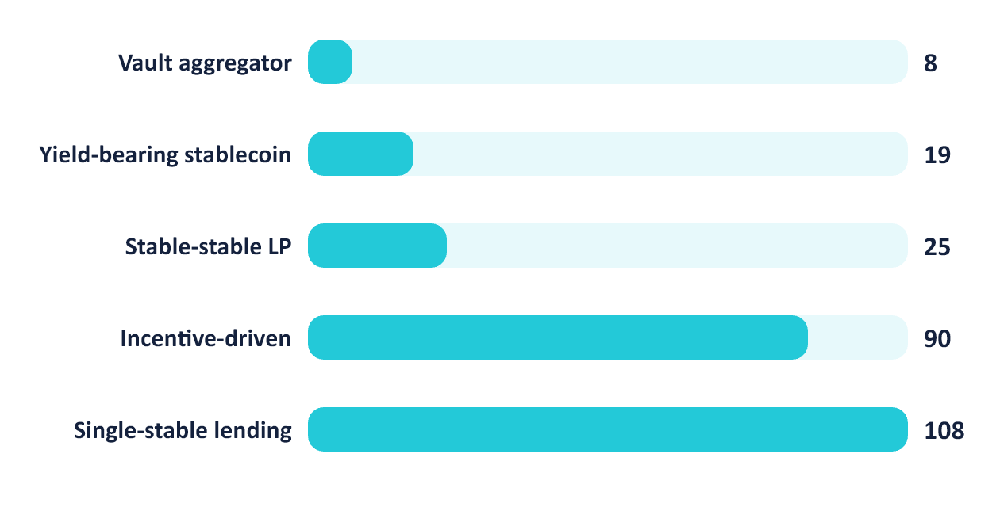 Vault aggregator 8
Yield-bearing stablecoin 19
Stable-stable LP 25
Incentive-driven 90
Single-stable lending 108